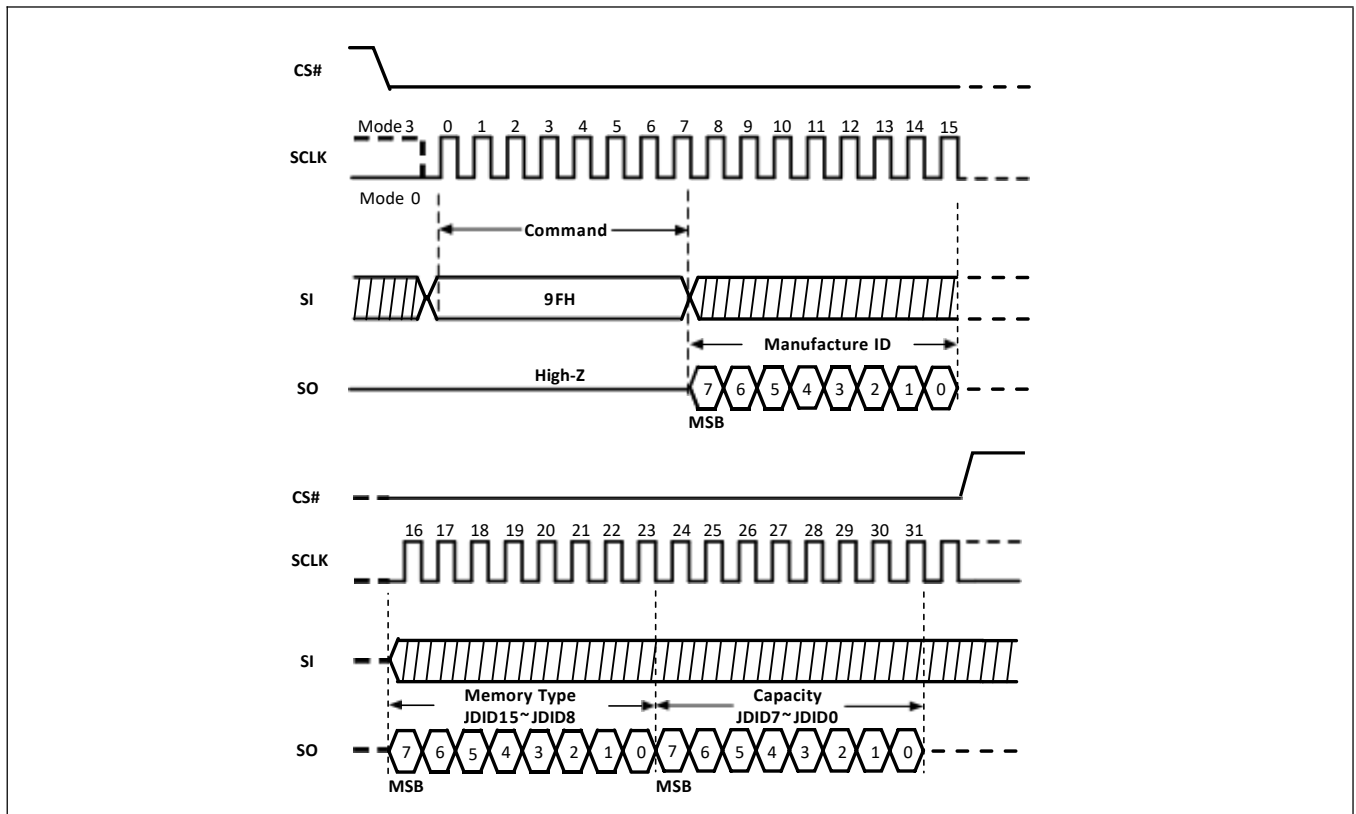 CS#
Mode 3 0 1 2 3 4 5 6 7 8 9 10 11 12 13 14 15
SCLK
Mode 0
Command
SI 9FH
Manufacture ID
High-Z
SO 7 6 5 4 3 2 1 0
MSB
CS#
16 17 18 19 20 21 22 23 24 25 26 27 28 29 30 31
SCLK
SI
Memory Type Capacity
JDID15~JDID8 JDID7~JDID0
SO 7 6 5 4 3 2 1 0 7 6 5 4 3 2 1 0
MSB MSB